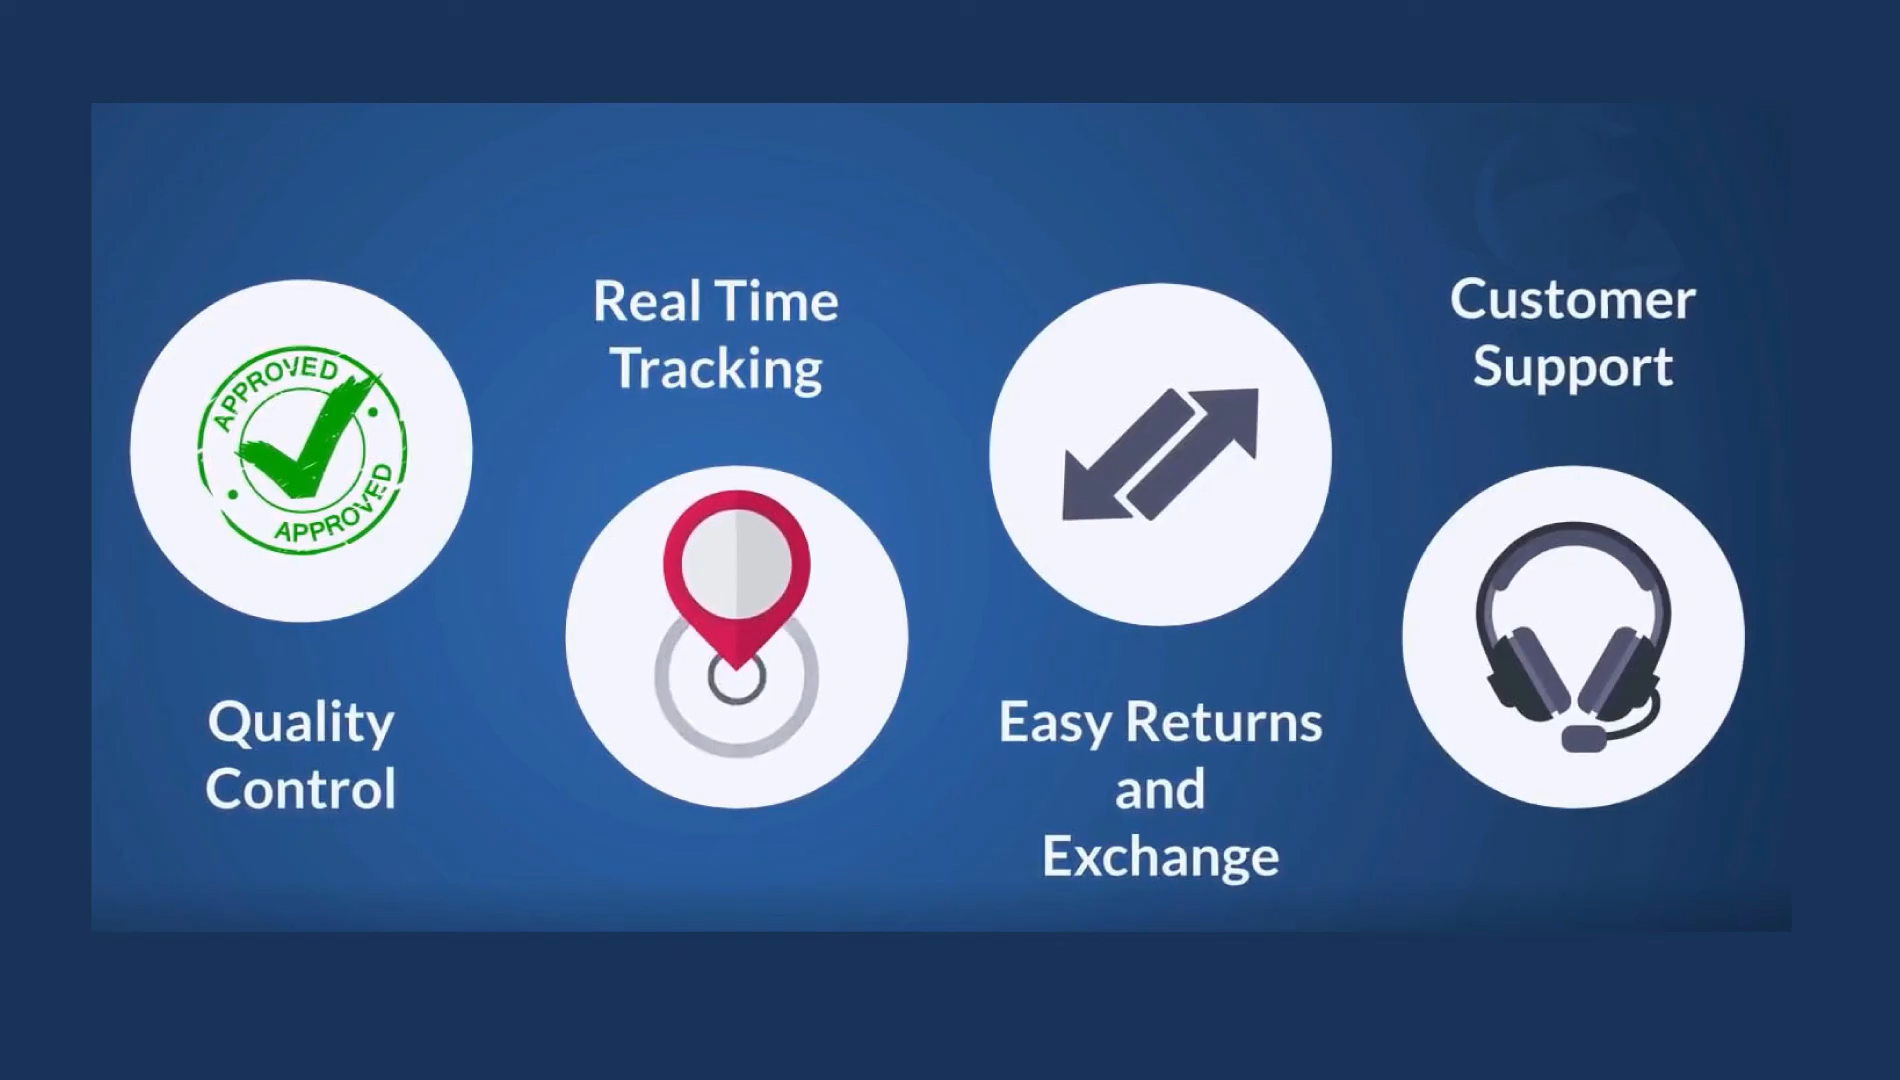 APPROVED
APPROVED
Quality
Control
Real Time
Tracking
Easy Returns
and
Exchange
Customer
Support